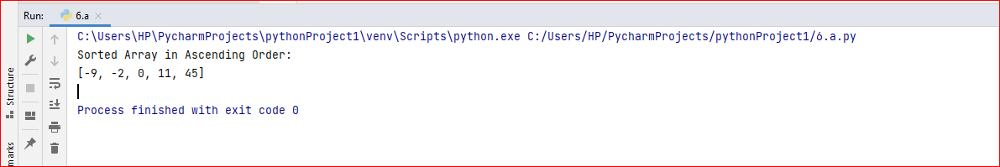 Run:
6.a
C:\Users\HP\PycharmProjects\pythonProject1\venv\Scripts\python.exe C:/Users/HP/PycharmProjects/pythonProject1/6.a.py
Sorted Array in Ascending Order:
[-9, -2, 0, 11, 45]
Process finished with exit code 0
Structure
marks